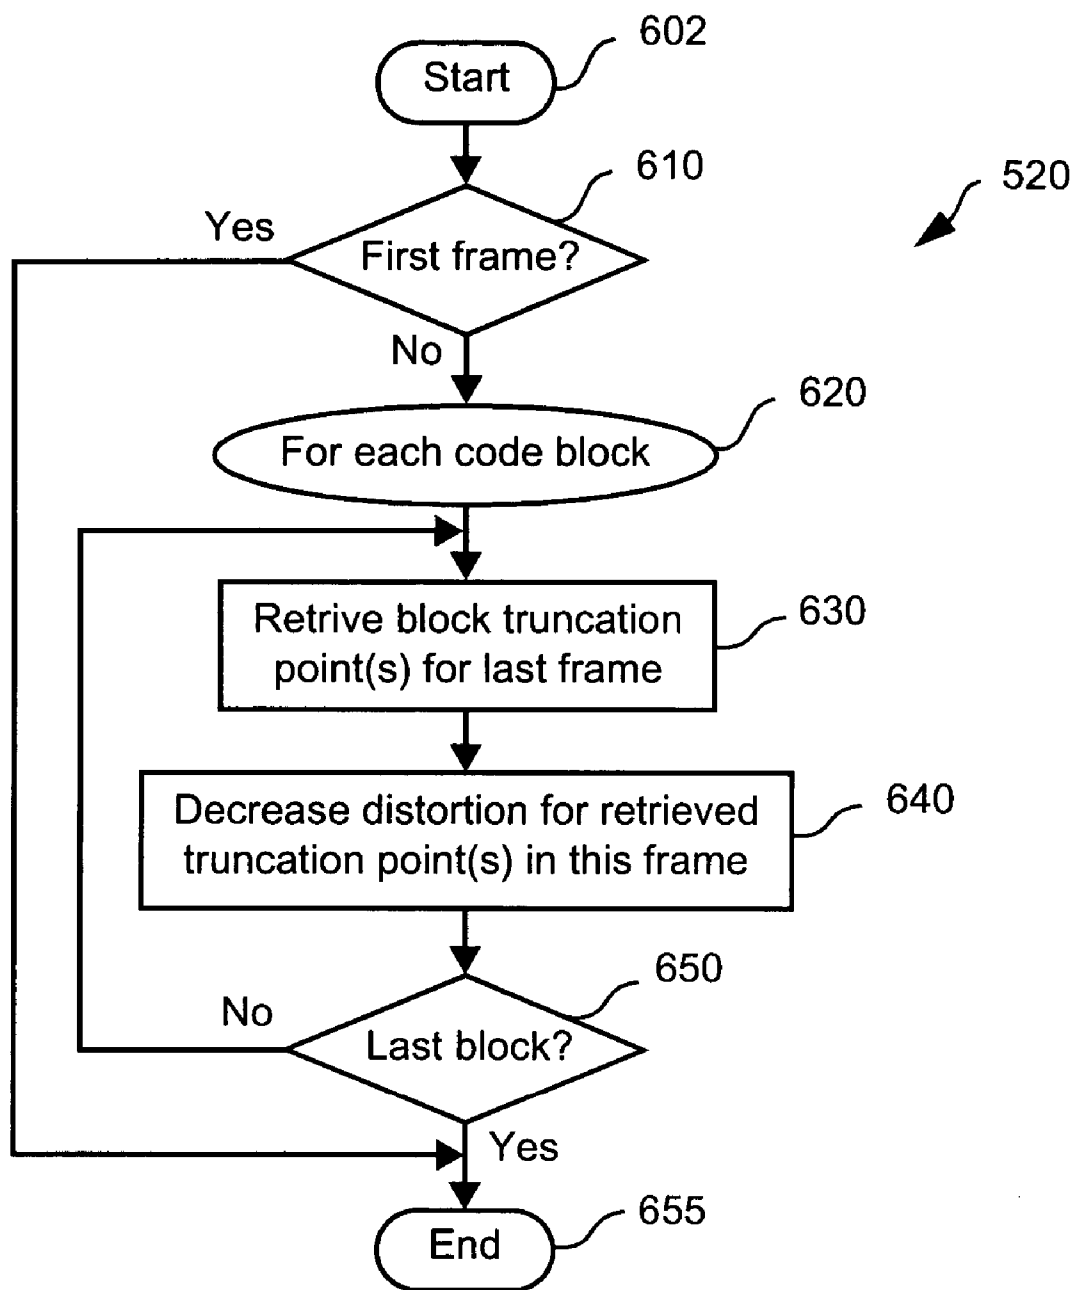 602
Start
610
520
Yes
First frame?
No
620
For each code block
630
Retrive block truncation
point(s) for last frame
640
Decrease distortion for retrieved
truncation point(s) in this frame
650
No
Last block?
Yes
655
End